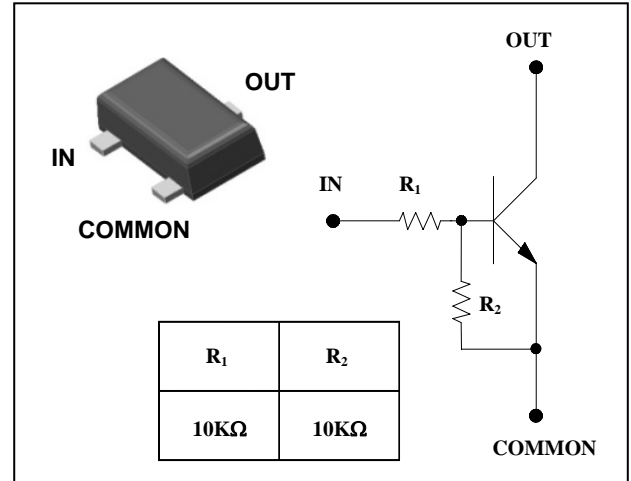 OUT
IN
COMMON
OUT
IN
R₁
R₂
COMMON
R₁ R₂
10KΩ 10KΩ